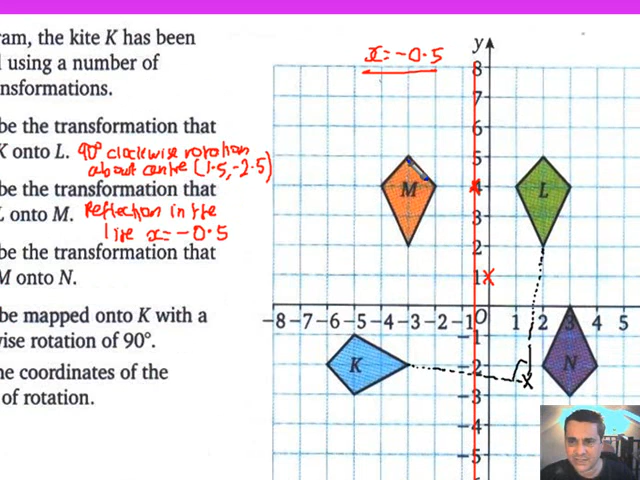 ram, the kite K has been
l using a number of
nsformations.
be the transformation that
K onto L. 90° clockwise rotation
about centre (1.5, -2.5)
be the transformation that
L onto M. Reflection in the
line x = -0.5
be the transformation that
M onto N.
be mapped onto K with a
wise rotation of 90°.
he coordinates of the
of rotation.
x = -0.5
y
8
7
6
5
M 4 L
3
2
1
-8 -7 -6 -5 -4 -3 -2 -1 0 1 2 3 4 5
-1
K -2 N
-3
-4
-5